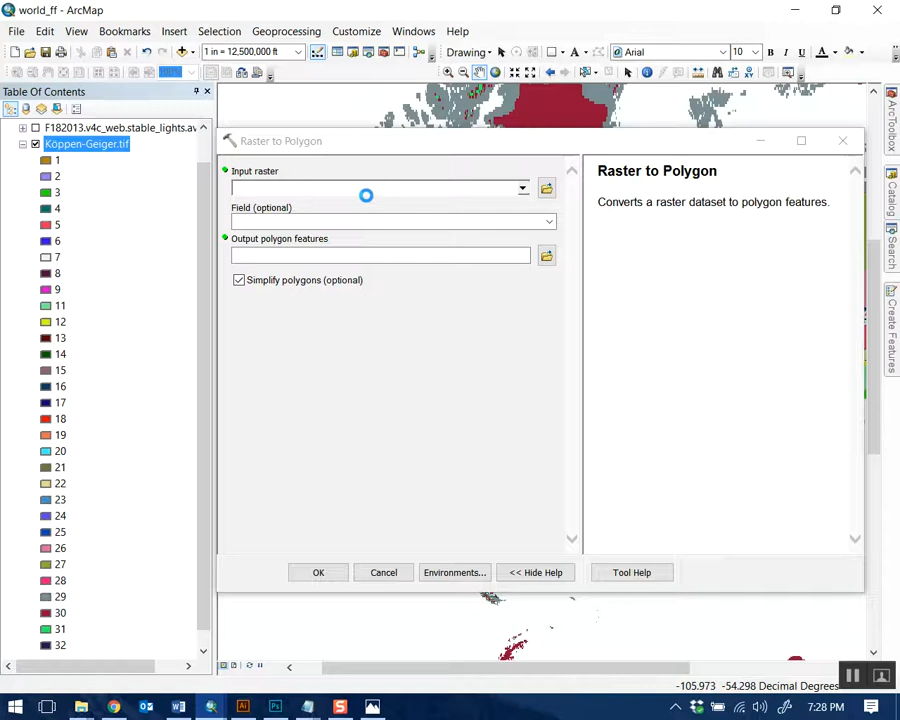 world_ff - ArcMap
File Edit View Bookmarks Insert Selection Geoprocessing Customize Windows Help
1 in = 12,500,000 ft
Drawing
Arial
10
B I U A
100%
Table Of Contents
F182013.v4c_web.stable_lights.av
Köppen-Geiger.tif
1
2
3
4
5
6
7
8
9
11
12
13
14
15
16
17
18
19
20
21
22
23
24
25
26
27
28
29
30
31
32
Raster to Polygon
Input raster
Field (optional)
Output polygon features
Simplify polygons (optional)
OK
Cancel
Environments...
<< Hide Help
Raster to Polygon
Converts a raster dataset to polygon features.
Tool Help
ArcToolbox
Catalog
Search
Create Features
-105.973 -54.298 Decimal Degrees
7:28 PM